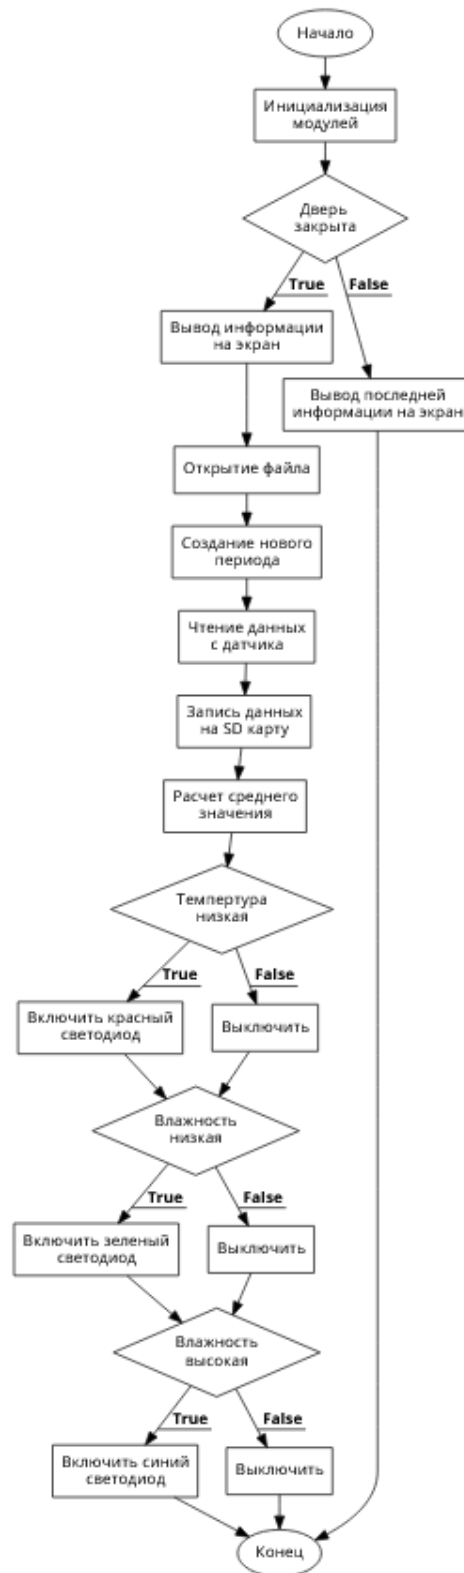 Начало
Инициализация
модулей
Дверь
закрыта
True
False
Вывод информации
на экран
Вывод последней
информации на экран
Открытие файла
Создание нового
периода
Чтение данных
с датчика
Запись данных
на SD карту
Расчет среднего
значения
Темпертура
низкая
True
False
Включить красный
светодиод
Выключить
Влажность
низкая
True
False
Включить зеленый
светодиод
Выключить
Влажность
высокая
True
False
Включить синий
светодиод
Выключить
Конец